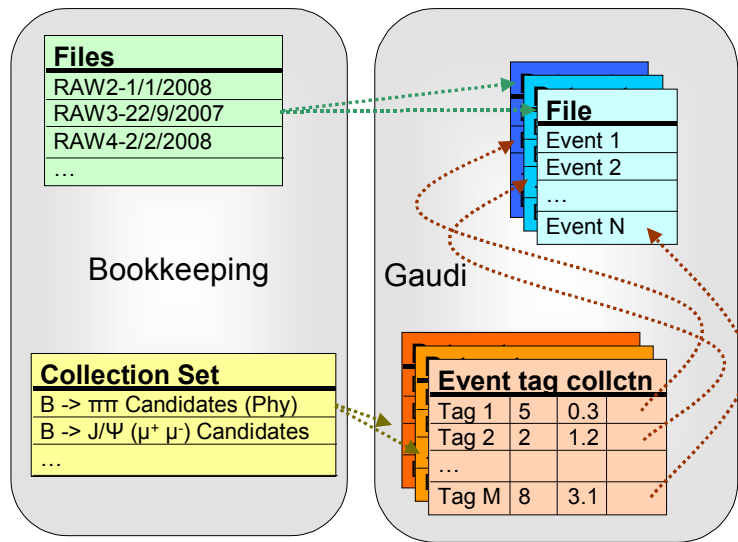 Files
RAW2-1/1/2008
RAW3-22/9/2007
RAW4-2/2/2008
…
Bookkeeping
Collection Set
B -> ππ Candidates (Phy)
B -> J/Ψ (μ⁺ μ⁻) Candidates
…
File
Event 1
Event 2
…
Event N
Gaudi
Event tag collctn
Tag 1 5 0.3
Tag 2 2 1.2
…
Tag M 8 3.1